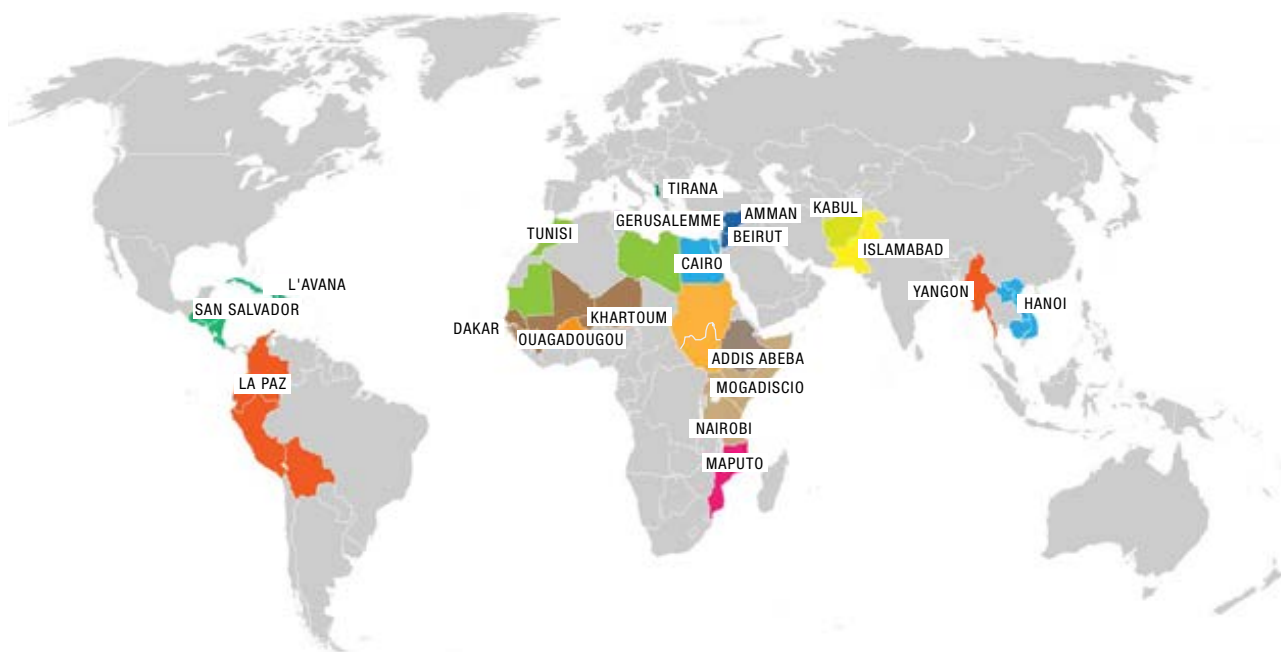 TIRANA
GERUSALEMME
AMMAN
KABUL
TUNISI
BEIRUT
ISLAMABAD
CAIRO
L'AVANA
YANGON
HANOI
SAN SALVADOR
KHARTOUM
DAKAR
OUAGADOUGOU
ADDIS ABEBA
LA PAZ
MOGADISCIO
NAIROBI
MAPUTO